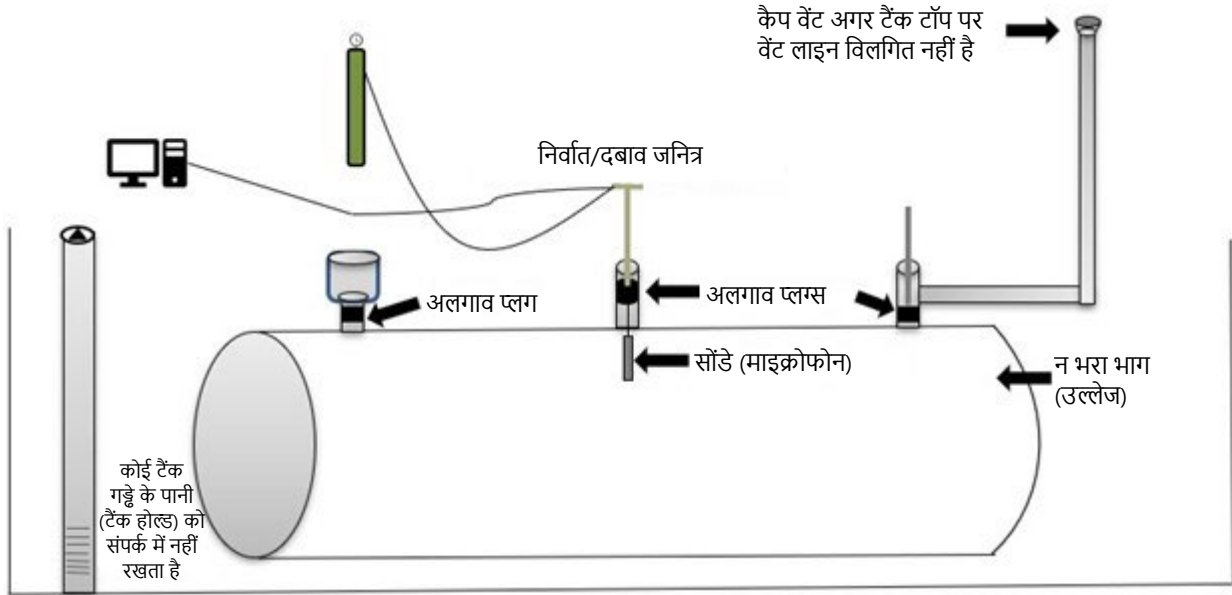 कैप वेंट अगर टैंक टॉप पर
वेंट लाइन विलगित नहीं है
निर्वात/दबाव जनित्र
अलगाव प्लग
अलगाव प्लग्स
सोंडे (माइक्रोफोन)
न भरा भाग
(उल्लेज)
कोई टैंक
गड्ढे के पानी
(टैंक होल्ड) को
संपर्क में नहीं
रखता है